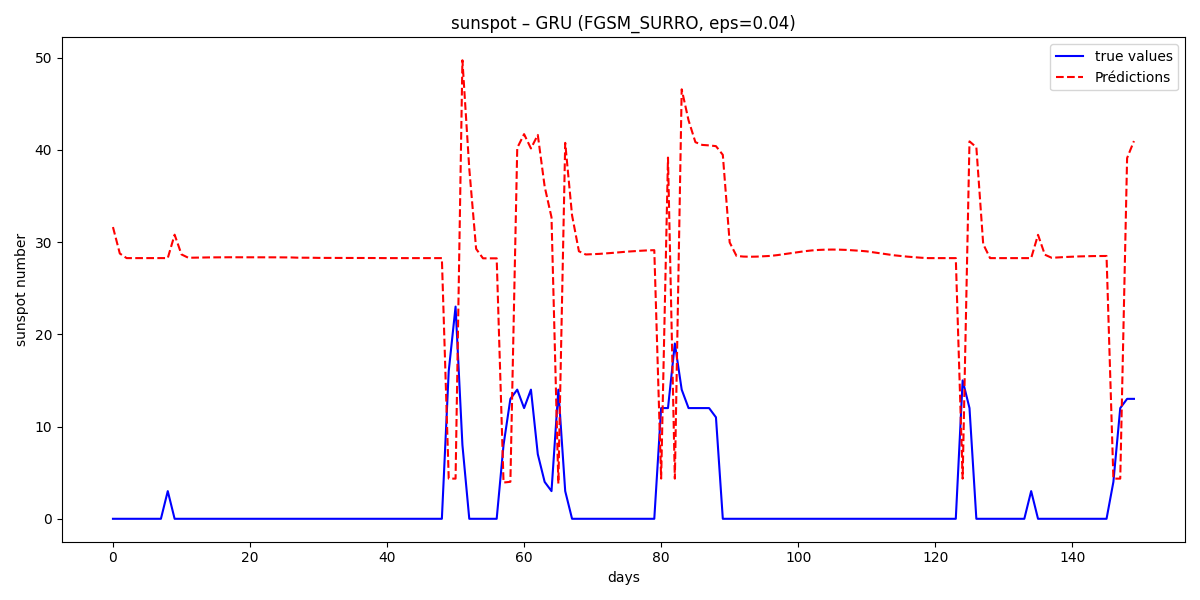 sunspot – GRU (FGSM_SURRO, eps=0.04)
true values
Prédictions
sunspot number
50
40
30
20
10
0
0 20 40 60 80 100 120 140
days